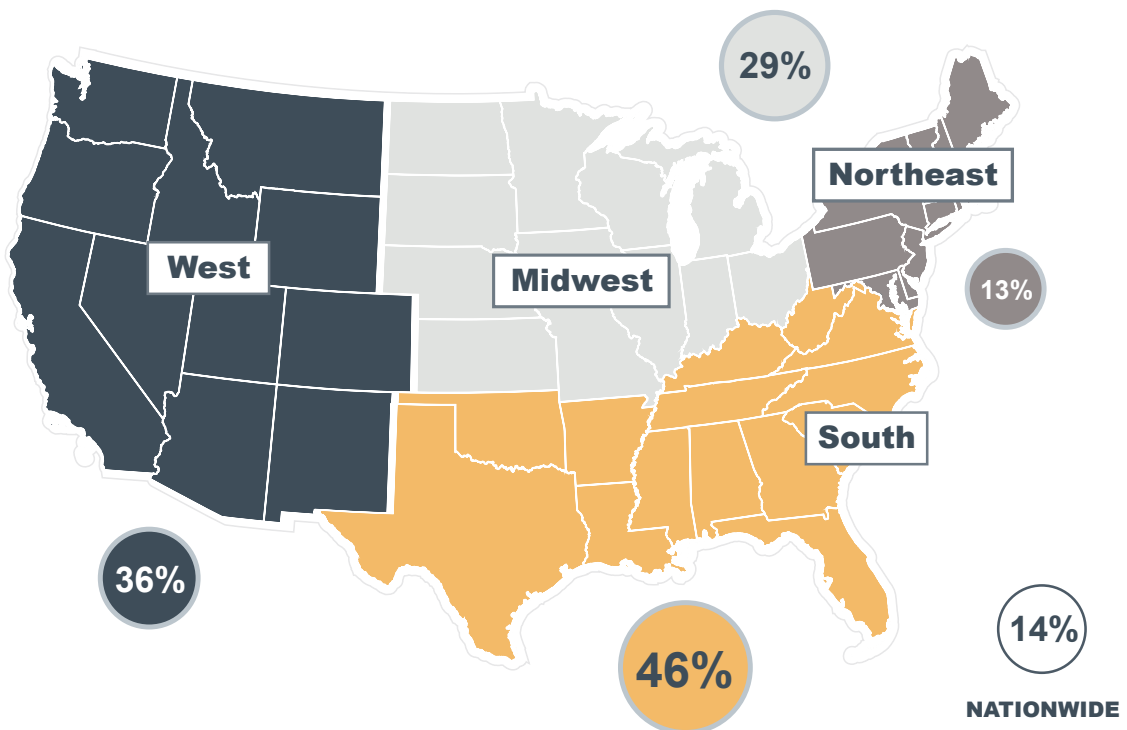 29%
Northeast
West
Midwest
13%
South
36%
14%
46%
NATIONWIDE